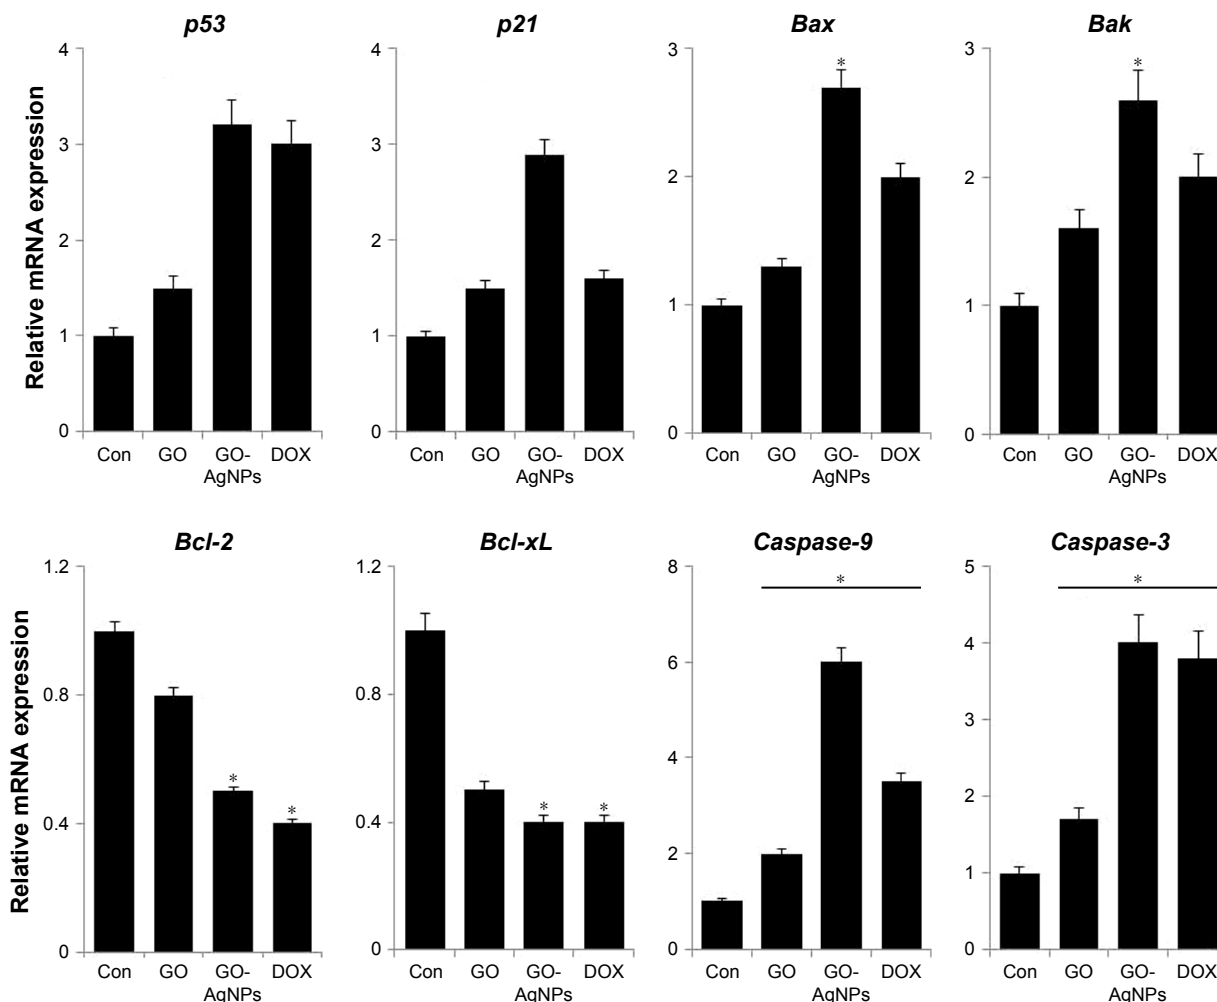 p53
p21
Bax
Bak
Relative mRNA expression
4
3
2
1
0
Con
GO
GO-
AgNPs
DOX
4
3
2
1
0
Con
GO
GO-
AgNPs
DOX
3
2
1
0
*
Con
GO
GO-
AgNPs
DOX
3
2
1
0
*
Con
GO
GO-
AgNPs
DOX
Bcl-2
Bcl-xL
Caspase-9
Caspase-3
Relative mRNA expression
1.2
0.8
0.4
0
*
*
Con
GO
GO-
AgNPs
DOX
1.2
0.8
0.4
0
*
*
Con
GO
GO-
AgNPs
DOX
8
6
4
2
0
*
Con
GO
GO-
AgNPs
DOX
5
4
3
2
1
0
*
Con
GO
GO-
AgNPs
DOX